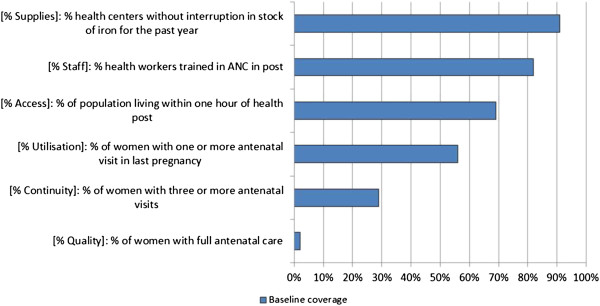 [% Supplies]: % health centers without interruption in stock
of iron for the past year
[% Staff]: % health workers trained in ANC in post
[% Access]: % of population living within one hour of health
post
[% Utilisation]: % of women with one or more antenatal
visit in last pregnancy
[% Continuity]: % of women with three or more antenatal
visits
[% Quality]: % of women with full antenatal care
0% 10% 20% 30% 40% 50% 60% 70% 80% 90% 100%
Baseline coverage